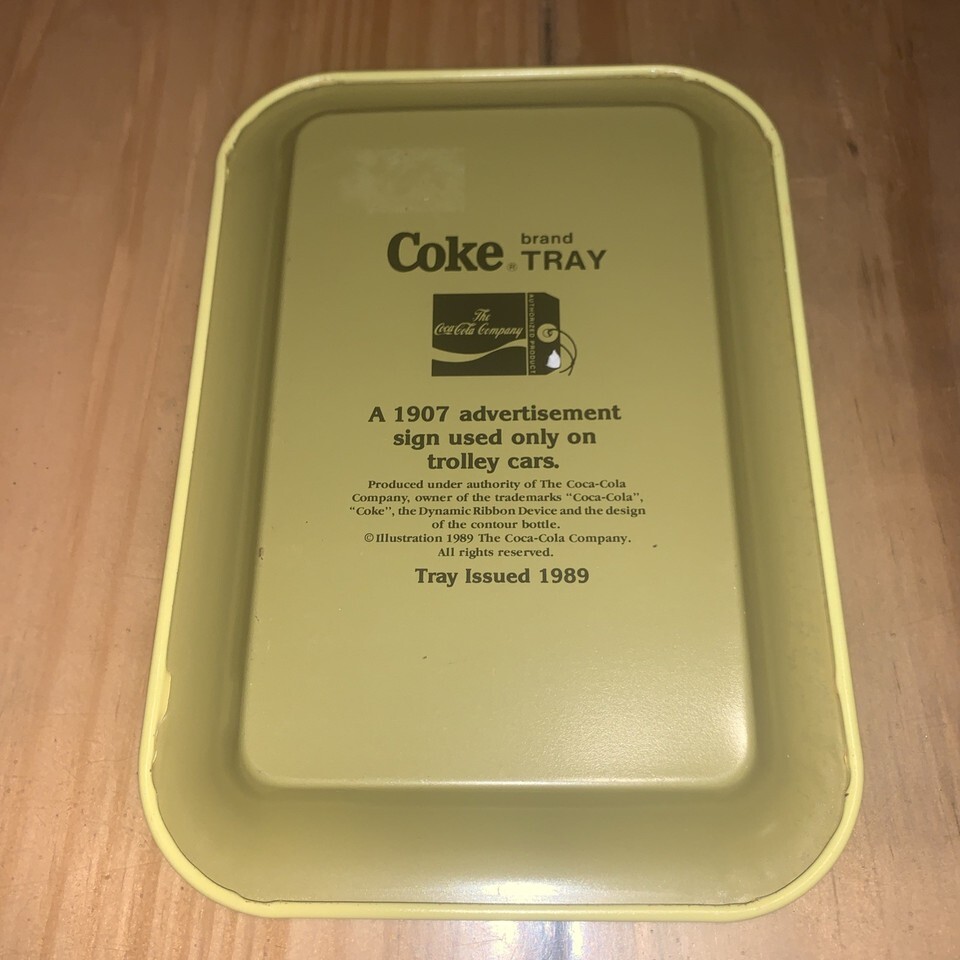 Coke® brand TRAY
The
Coca-Cola Company
AUTHORIZED PRODUCT
A 1907 advertisement
sign used only on
trolley cars.
Produced under authority of The Coca-Cola
Company, owner of the trademarks "Coca-Cola",
"Coke", the Dynamic Ribbon Device and the design
of the contour bottle.
© Illustration 1989 The Coca-Cola Company.
All rights reserved.
Tray Issued 1989